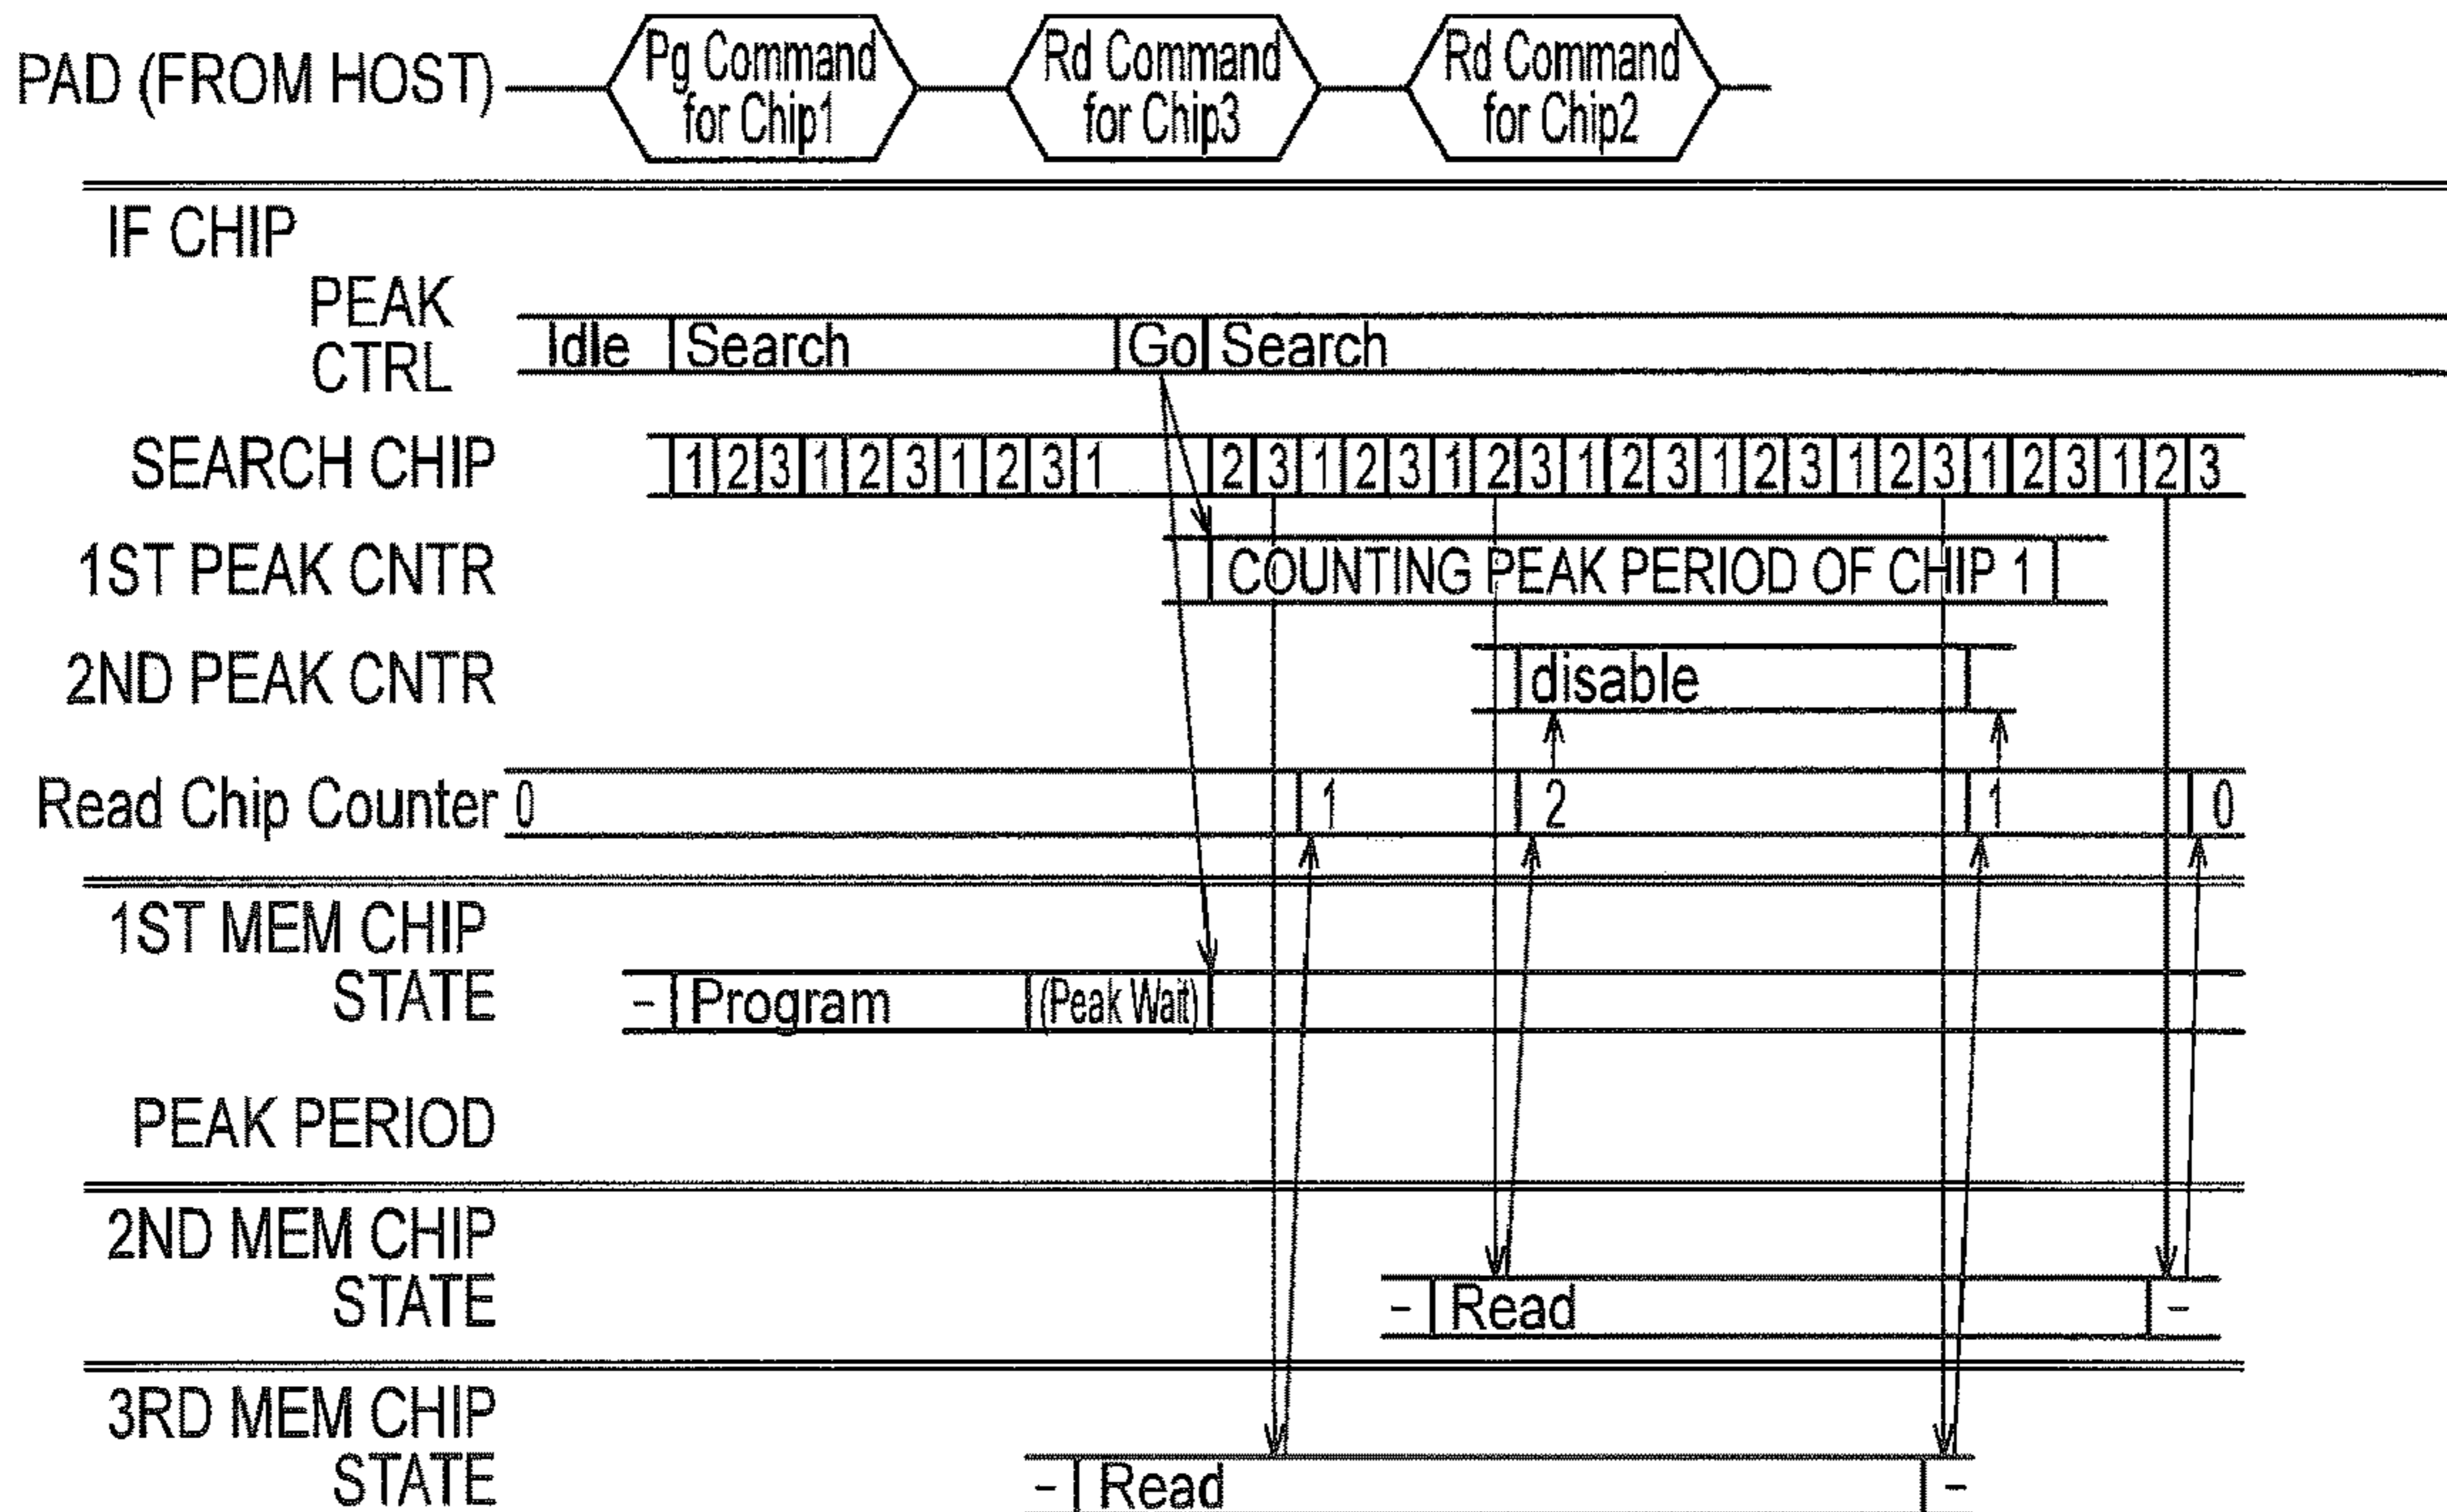 PAD (FROM HOST)
Pg Command
for Chip1
Rd Command
for Chip3
Rd Command
for Chip2
IF CHIP
PEAK
CTRL
Idle Search Go Search
SEARCH CHIP 1 2 3 1 2 3 1 2 3 1 2 3 1 2 3 1 2 3 1 2 3 1 2 3 1 2 3 1 2 3 1 2 3
1ST PEAK CNTR COUNTING PEAK PERIOD OF CHIP 1
2ND PEAK CNTR disable
Read Chip Counter 0 1 2 1 0
1ST MEM CHIP
STATE - Program (Peak Wait)
PEAK PERIOD
2ND MEM CHIP
STATE - Read -
3RD MEM CHIP
STATE - Read -